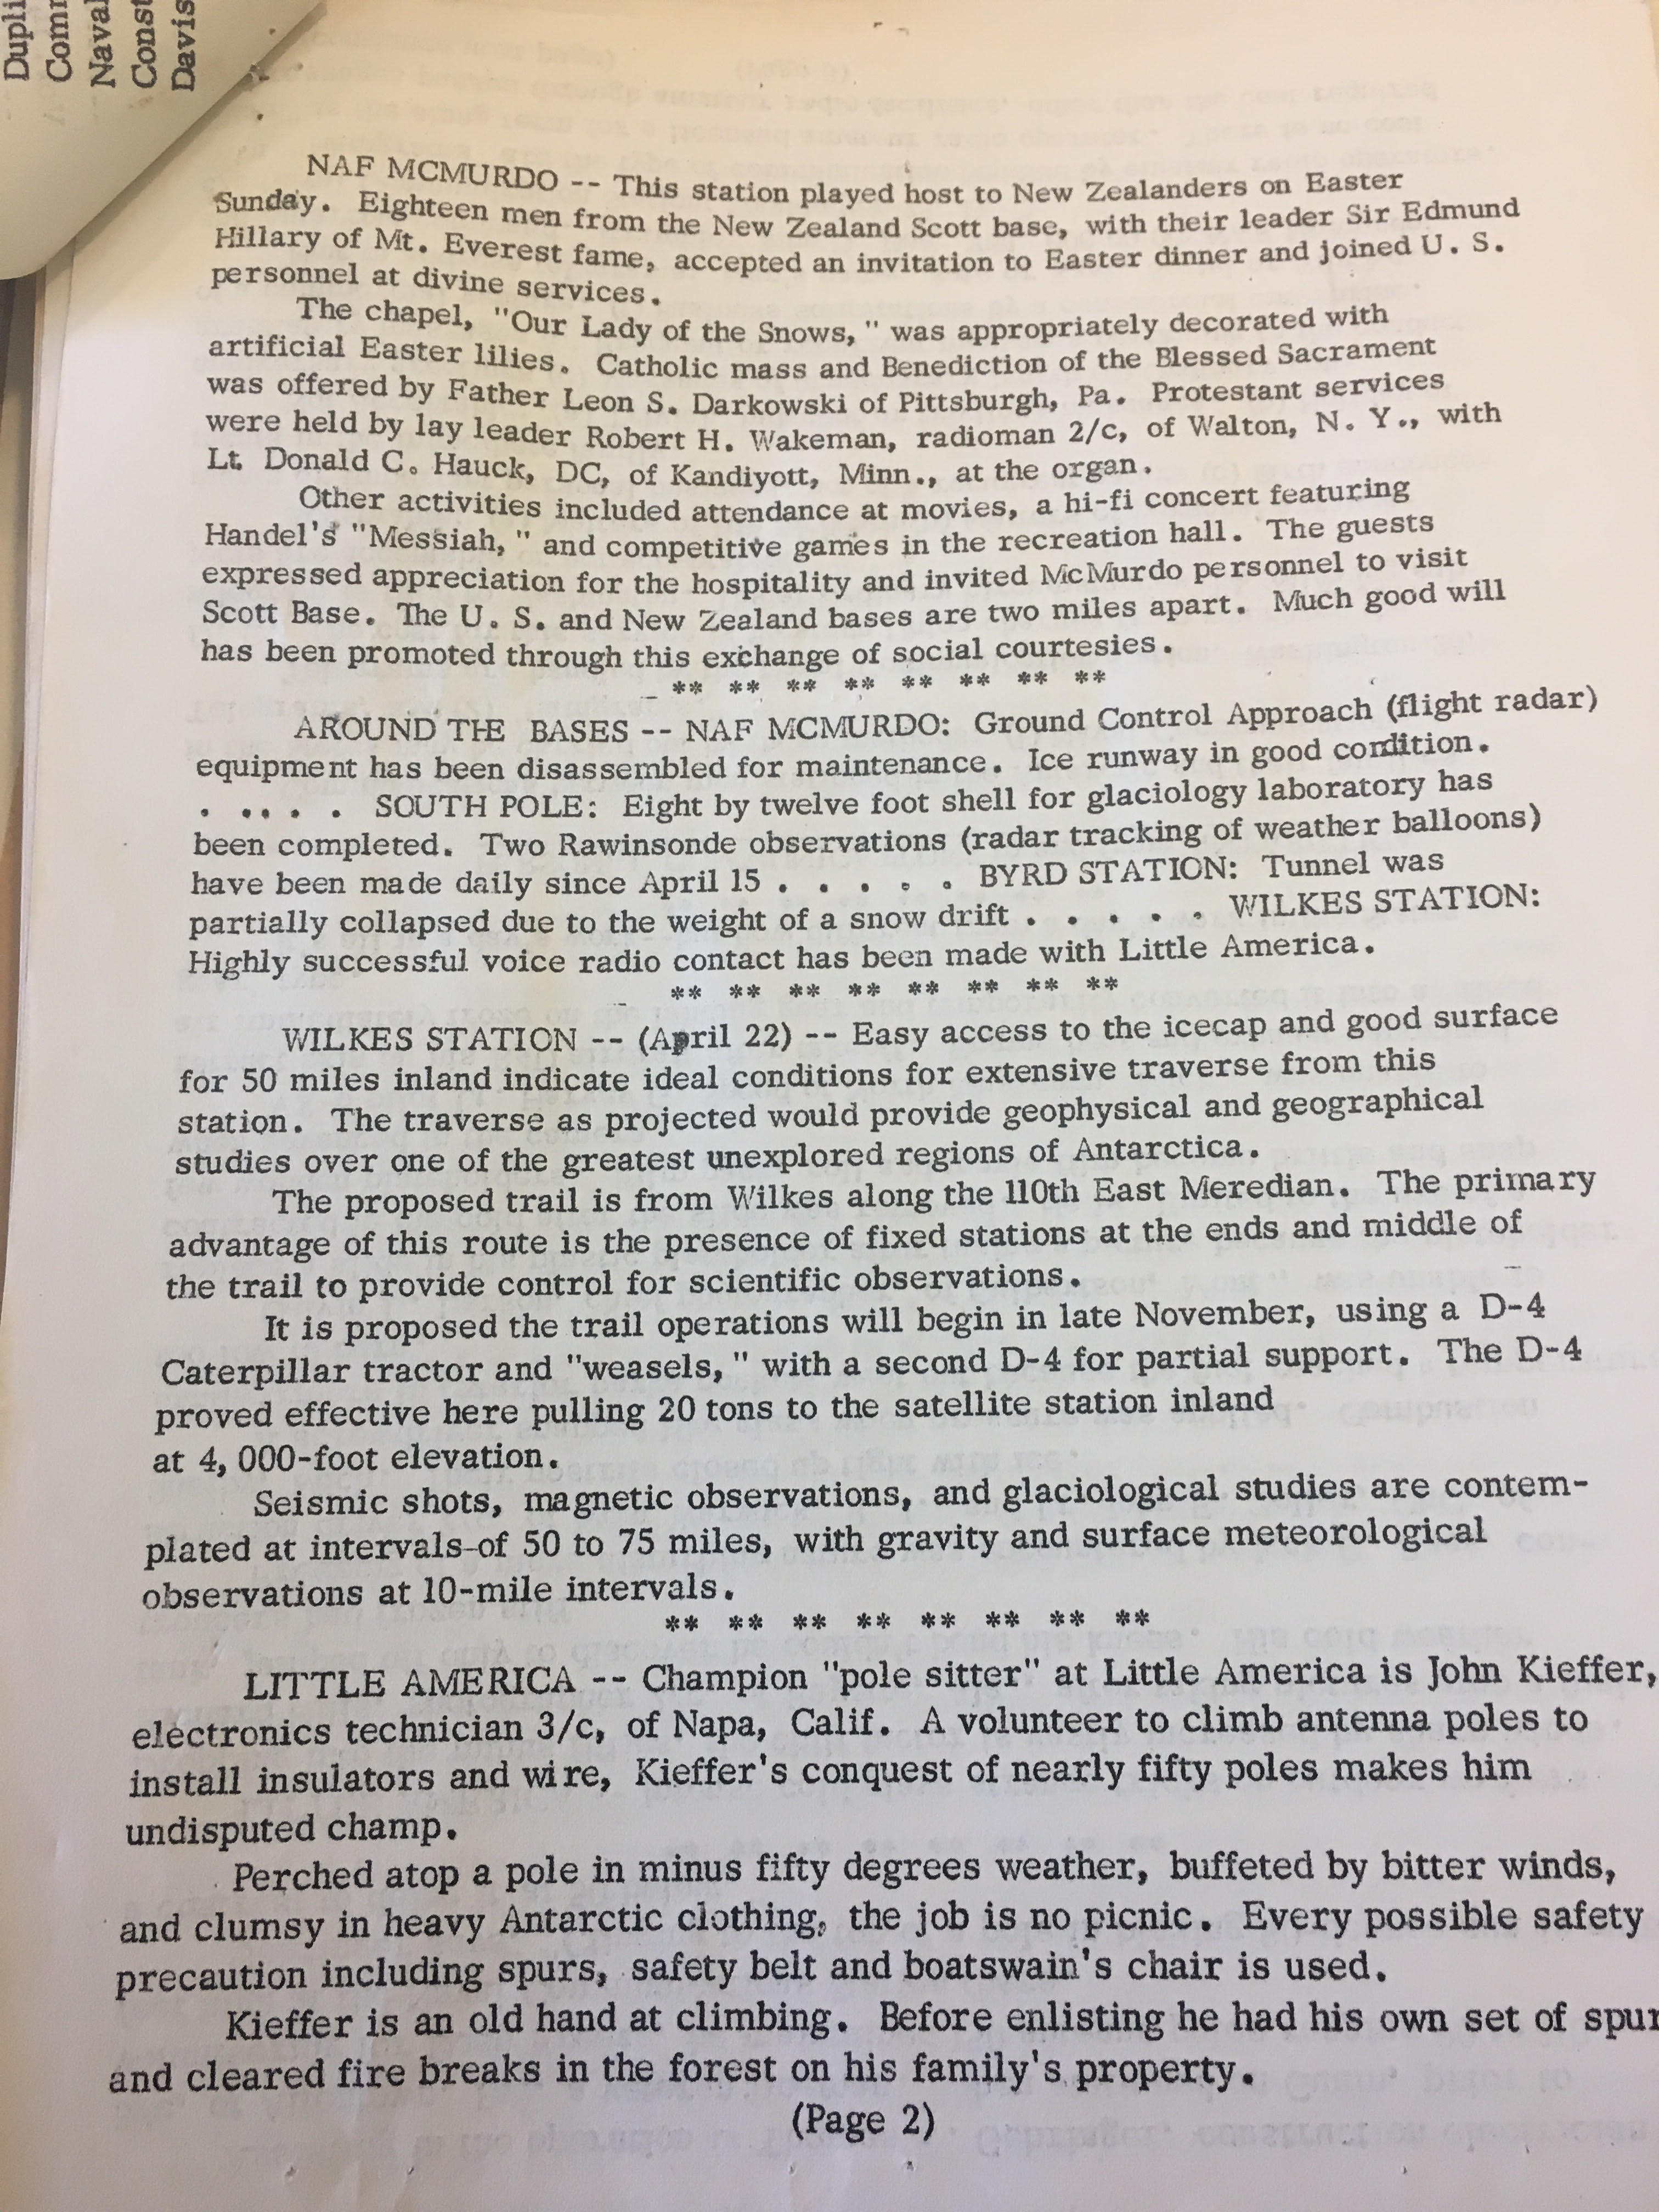 Dupli
Comm
Naval
Const
Davis
NAF MCMURDO -- This station played host to New Zealanders on Easter
Sunday. Eighteen men from the New Zealand Scott base, with their leader Sir Edmund
Hillary of Mt. Everest fame, accepted an invitation to Easter dinner and joined U. S.
personnel at divine services.
The chapel, "Our Lady of the Snows," was appropriately decorated with
artificial Easter lilies. Catholic mass and Benediction of the Blessed Sacrament
was offered by Father Leon S. Darkowski of Pittsburgh, Pa. Protestant services
were held by lay leader Robert H. Wakeman, radioman 2/c, of Walton, N. Y., with
Lt. Donald C. Hauck, DC, of Kandiyott, Minn., at the organ.
Other activities included attendance at movies, a hi-fi concert featuring
Handel's "Messiah," and competitive games in the recreation hall. The guests
expressed appreciation for the hospitality and invited McMurdo personnel to visit
Scott Base. The U. S. and New Zealand bases are two miles apart. Much good will
has been promoted through this exchange of social courtesies.
** ** ** ** ** ** ** **
AROUND THE BASES -- NAF MCMURDO: Ground Control Approach (flight radar)
equipment has been disassembled for maintenance. Ice runway in good condition.
. .. . . SOUTH POLE: Eight by twelve foot shell for glaciology laboratory has
been completed. Two Rawinsonde observations (radar tracking of weather balloons)
have been made daily since April 15 . . . . . BYRD STATION: Tunnel was
partially collapsed due to the weight of a snow drift . . . . . WILKES STATION:
Highly successful voice radio contact has been made with Little America.
** ** ** ** ** ** ** **
WILKES STATION -- (April 22) -- Easy access to the icecap and good surface
for 50 miles inland indicate ideal conditions for extensive traverse from this
station. The traverse as projected would provide geophysical and geographical
studies over one of the greatest unexplored regions of Antarctica.
The proposed trail is from Wilkes along the 110th East Meredian. The primary
advantage of this route is the presence of fixed stations at the ends and middle of
the trail to provide control for scientific observations.
It is proposed the trail operations will begin in late November, using a D-4
Caterpillar tractor and "weasels," with a second D-4 for partial support. The D-4
proved effective here pulling 20 tons to the satellite station inland
at 4,000-foot elevation.
Seismic shots, magnetic observations, and glaciological studies are contem-
plated at intervals of 50 to 75 miles, with gravity and surface meteorological
observations at 10-mile intervals.
** ** ** ** ** ** ** **
LITTLE AMERICA -- Champion "pole sitter" at Little America is John Kieffer,
electronics technician 3/c, of Napa, Calif. A volunteer to climb antenna poles to
install insulators and wire, Kieffer's conquest of nearly fifty poles makes him
undisputed champ.
Perched atop a pole in minus fifty degrees weather, buffeted by bitter winds,
and clumsy in heavy Antarctic clothing, the job is no picnic. Every possible safety
precaution including spurs, safety belt and boatswain's chair is used.
Kieffer is an old hand at climbing. Before enlisting he had his own set of spur
and cleared fire breaks in the forest on his family's property.
(Page 2)